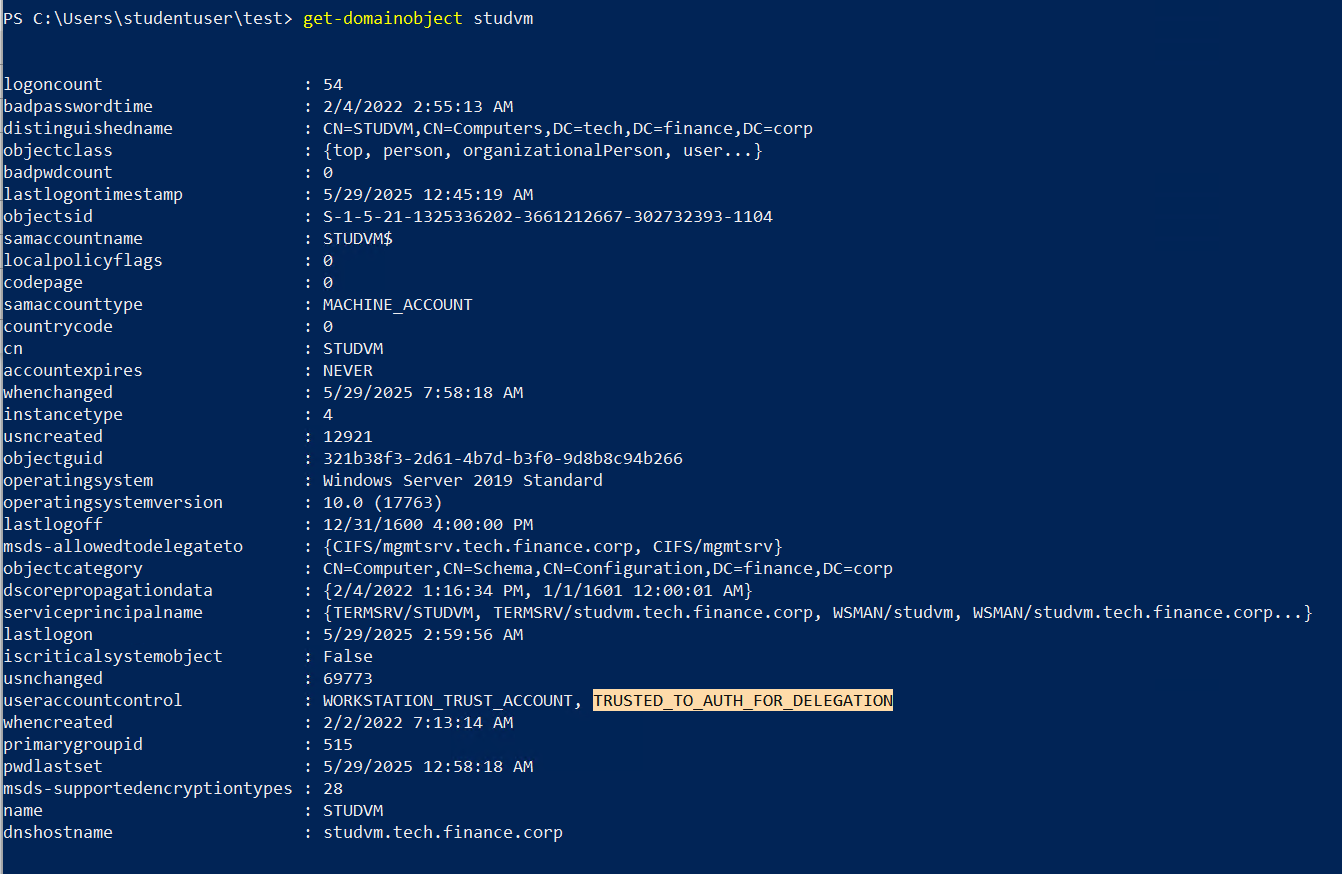 PS C:\Users\studentuser\test> get-domainobject studvm
logoncount : 54
badpasswordtime : 2/4/2022 2:55:13 AM
distinguishedname : CN=STUDVM,CN=Computers,DC=tech,DC=finance,DC=corp
objectclass : {top, person, organizationalPerson, user...}
badpwdcount : 0
lastlogontimestamp : 5/29/2025 12:45:19 AM
objectsid : S-1-5-21-1325336202-3661212667-302732393-1104
samaccountname : STUDVM$
localpolicyflags : 0
codepage : 0
samaccounttype : MACHINE_ACCOUNT
countrycode : 0
cn : STUDVM
accountexpires : NEVER
whenchanged : 5/29/2025 7:58:18 AM
instancetype : 4
usncreated : 12921
objectguid : 321b38f3-2d61-4b7d-b3f0-9d8b8c94b266
operatingsystem : Windows Server 2019 Standard
operatingsystemversion : 10.0 (17763)
lastlogoff : 12/31/1600 4:00:00 PM
msds-allowedtodelegateto : {CIFS/mgmtsrv.tech.finance.corp, CIFS/mgmtsrv}
objectcategory : CN=Computer,CN=Schema,CN=Configuration,DC=finance,DC=corp
dscorepropagationdata : {2/4/2022 1:16:34 PM, 1/1/1601 12:00:01 AM}
serviceprincipalname : {TERMSRV/STUDVM, TERMSRV/studvm.tech.finance.corp, WSMAN/studvm, WSMAN/studvm.tech.finance.corp...}
lastlogon : 5/29/2025 2:59:56 AM
iscriticalsystemobject : False
usnchanged : 69773
useraccountcontrol : WORKSTATION_TRUST_ACCOUNT, TRUSTED_TO_AUTH_FOR_DELEGATION
whencreated : 2/2/2022 7:13:14 AM
primarygroupid : 515
pwdlastset : 5/29/2025 12:58:18 AM
msds-supportedencryptiontypes : 28
name : STUDVM
dnshostname : studvm.tech.finance.corp